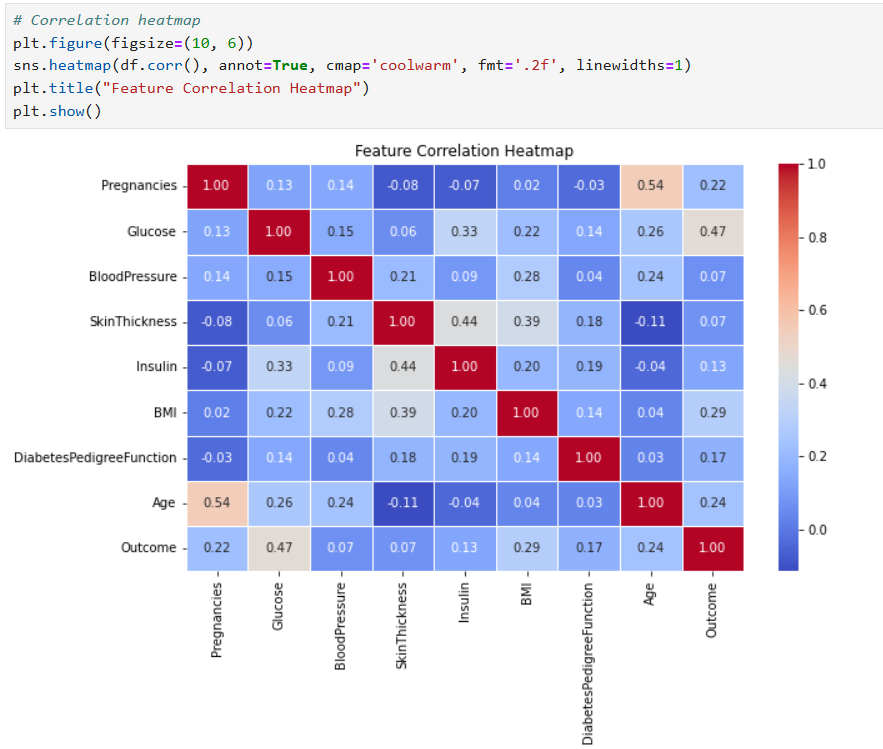 # Correlation heatmap
plt.figure(figsize=(10, 6))
sns.heatmap(df.corr(), annot=True, cmap='coolwarm', fmt='.2f', linewidths=1)
plt.title("Feature Correlation Heatmap")
plt.show()
Feature Correlation Heatmap
Pregnancies 1.00 0.13 0.14 -0.08 -0.07 0.02 -0.03 0.54 0.22
Glucose 0.13 1.00 0.15 0.06 0.33 0.22 0.14 0.26 0.47
BloodPressure 0.14 0.15 1.00 0.21 0.09 0.28 0.04 0.24 0.07
SkinThickness -0.08 0.06 0.21 1.00 0.44 0.39 0.18 -0.11 0.07
Insulin -0.07 0.33 0.09 0.44 1.00 0.20 0.19 -0.04 0.13
BMI 0.02 0.22 0.28 0.39 0.20 1.00 0.14 0.04 0.29
DiabetesPedigreeFunction -0.03 0.14 0.04 0.18 0.19 0.14 1.00 0.03 0.17
Age 0.54 0.26 0.24 -0.11 -0.04 0.04 0.03 1.00 0.24
Outcome 0.22 0.47 0.07 0.07 0.13 0.29 0.17 0.24 1.00
Pregnancies
Glucose
BloodPressure
SkinThickness
Insulin
BMI
DiabetesPedigreeFunction
Age
Outcome
1.0
0.8
0.6
0.4
0.2
0.0